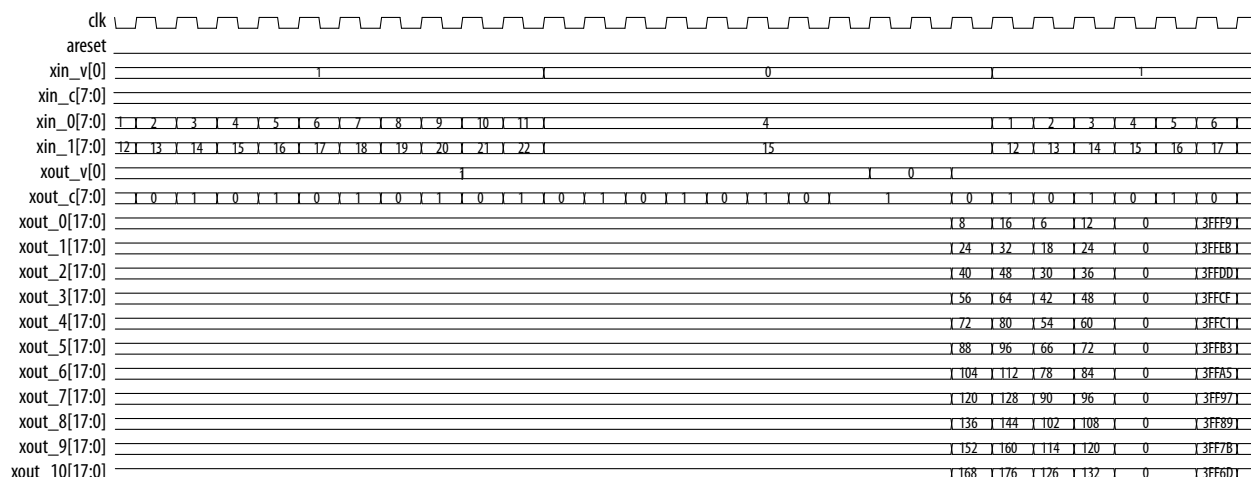 clk
areset
xin_v[0] 1 0 1
xin_c[7:0]
xin_0[7:0] 1 2 3 4 5 6 7 8 9 10 11 4 1 2 3 4 5 6
xin_1[7:0] 12 13 14 15 16 17 18 19 20 21 22 15 12 13 14 15 16 17
xout_v[0] 1 0
xout_c[7:0] 0 1 0 1 0 1 0 1 0 1 0 1 0 1 0 1 0 1 0 1 0 1 0 1 0
xout_0[17:0] 8 16 6 12 0 3FFF9
xout_1[17:0] 24 32 18 24 0 3FFEB
xout_2[17:0] 40 48 30 36 0 3FFDD
xout_3[17:0] 56 64 42 48 0 3FFCF
xout_4[17:0] 72 80 54 60 0 3FFC1
xout_5[17:0] 88 96 66 72 0 3FFB3
xout_6[17:0] 104 112 78 84 0 3FFA5
xout_7[17:0] 120 128 90 96 0 3FF97
xout_8[17:0] 136 144 102 108 0 3FF89
xout_9[17:0] 152 160 114 120 0 3FF7B
xout_10[17:0] 168 176 126 132 0 3FF6D